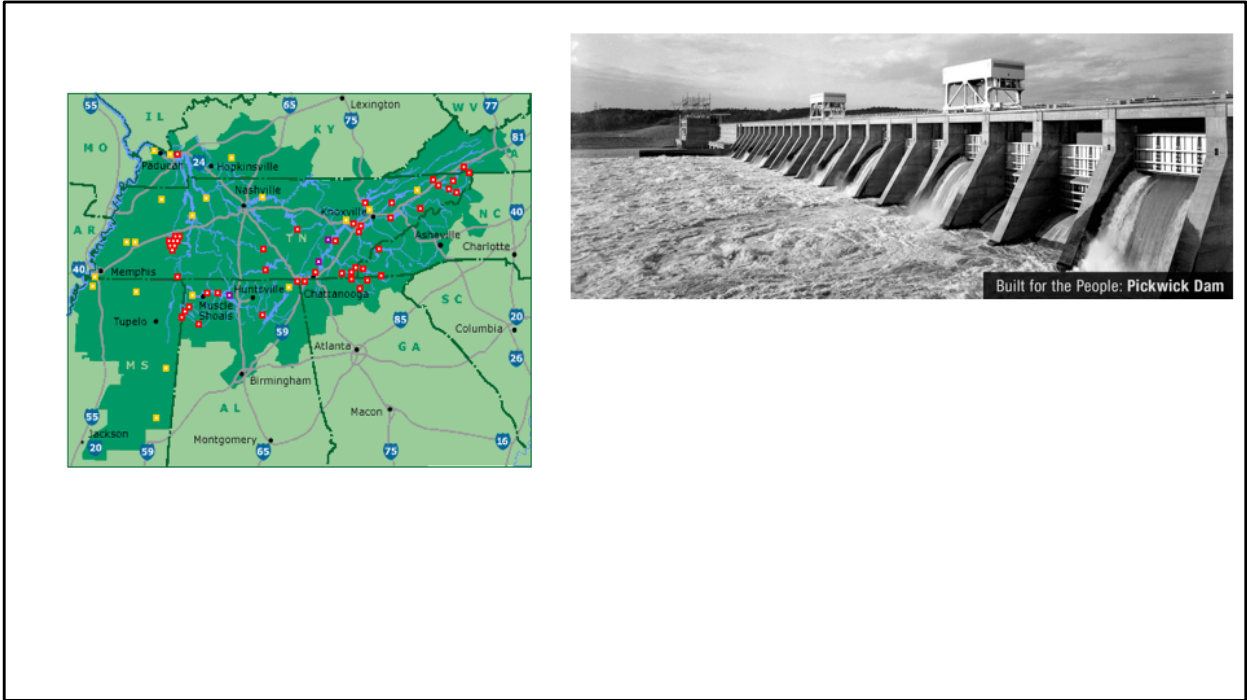 55
65
Lexington
77
I L
K Y
75
W V
81
M O
Paducah
24
Hopkinsville
A
Nashville
Knoxville
N C
40
A R
T N
Asheville
Charlotte
40
Memphis
Huntsville
Chattanooga
Muscle
Shoals
S C
Tupelo
59
85
Columbia
20
Atlanta
G A
26
M S
Birmingham
A L
Macon
55
Jackson
20
59
Montgomery
65
75
16
Built for the People: Pickwick Dam